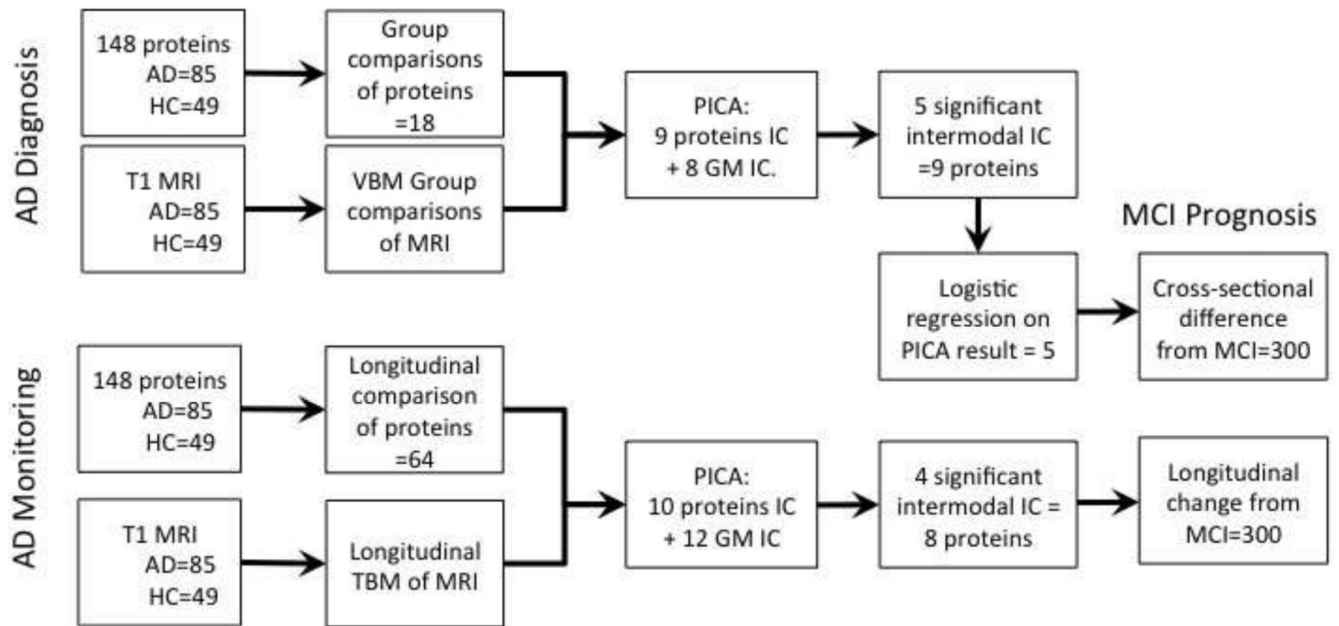 AD Diagnosis
148 proteins
AD=85
HC=49
Group
comparisons
of proteins
=18
T1 MRI
AD=85
HC=49
VBM Group
comparisons
of MRI
PICA:
9 proteins IC
+ 8 GM IC.
5 significant
intermodal IC
=9 proteins
MCI Prognosis
Logistic
regression on
PICA result = 5
Cross-sectional
difference
from MCI=300
AD Monitoring
148 proteins
AD=85
HC=49
Longitudinal
comparison
of proteins
=64
T1 MRI
AD=85
HC=49
Longitudinal
TBM of MRI
PICA:
10 proteins IC
+ 12 GM IC
4 significant
intermodal IC =
8 proteins
Longitudinal
change from
MCI=300